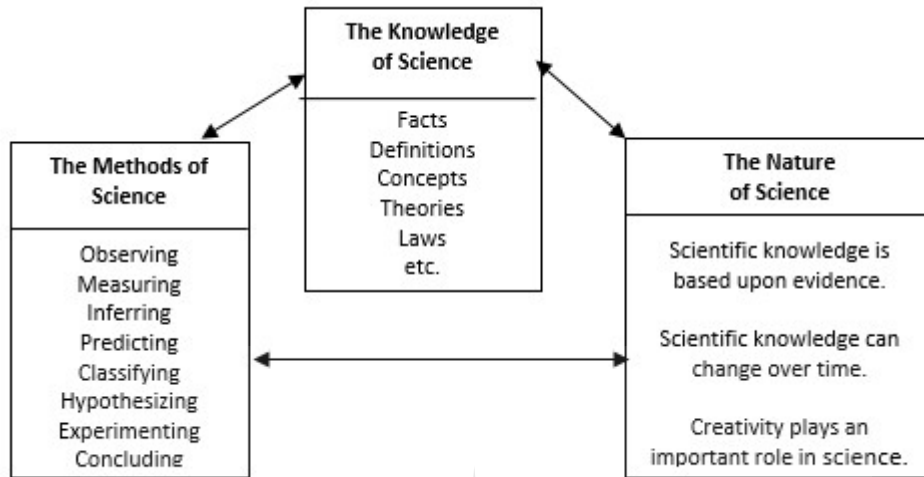 The Knowledge
of Science
Facts
Definitions
Concepts
Theories
Laws
etc.
The Methods of
Science
Observing
Measuring
Inferring
Predicting
Classifying
Hypothesizing
Experimenting
Concluding
The Nature
of Science
Scientific knowledge is
based upon evidence.
Scientific knowledge can
change over time.
Creativity plays an
important role in science.